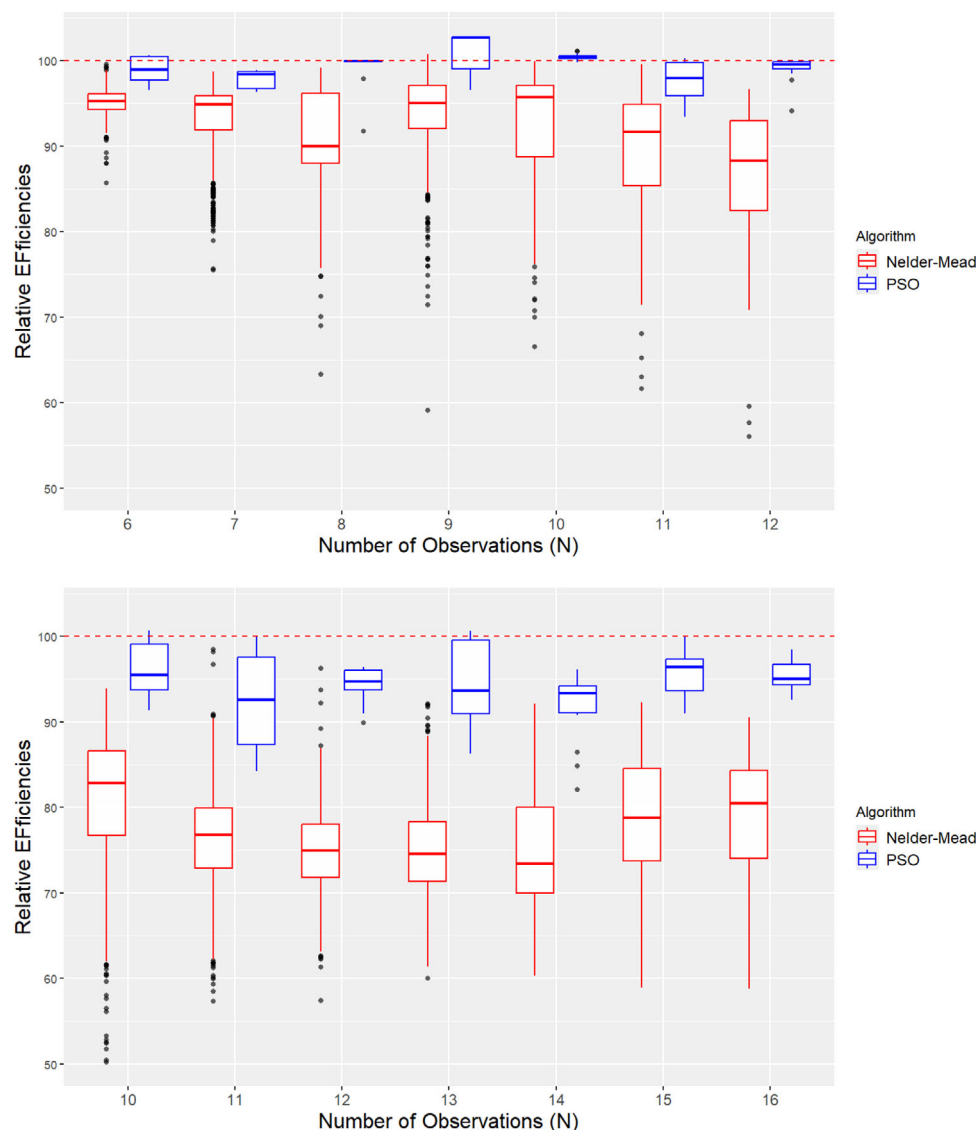 100
90
80
70
60
50
Relative EFficiencies
6 7 8 9 10 11 12
Number of Observations (N)
Algorithm
Nelder-Mead
PSO
100
90
80
70
60
50
Relative EFficiencies
10 11 12 13 14 15 16
Number of Observations (N)
Algorithm
Nelder-Mead
PSO